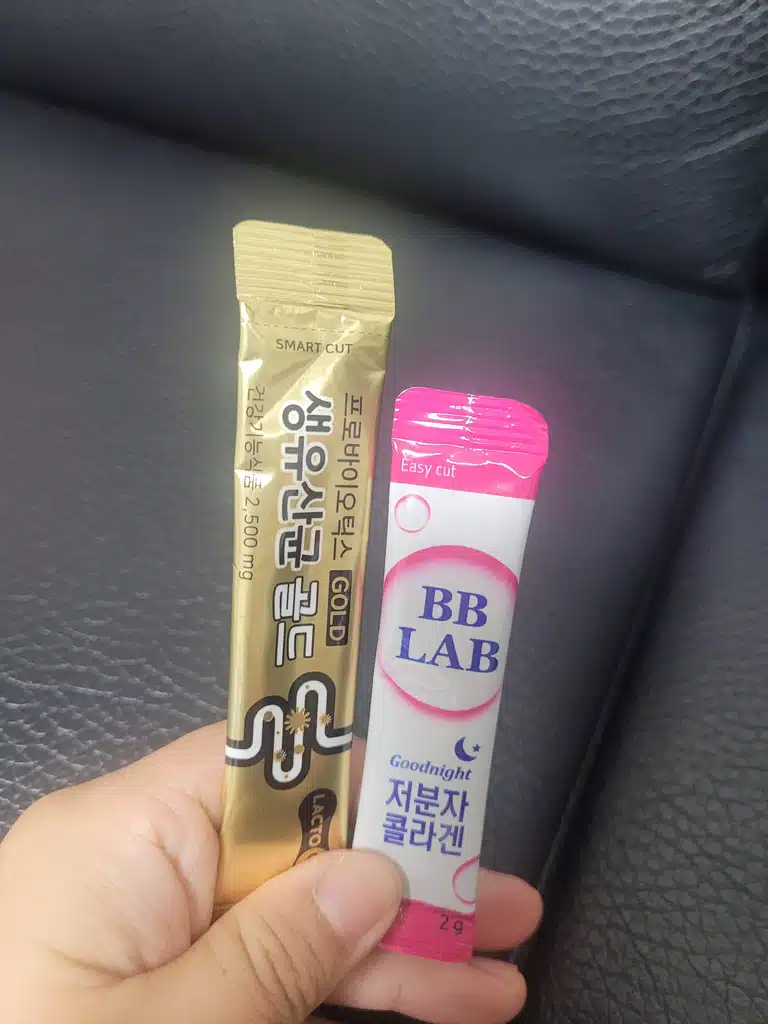 SMART CUT
프로바이오틱스 GOLD
생유산균 골드
건강기능식품 2,500 mg
LACTO
Easy cut
BB
LAB
Goodnight
저분자
콜라겐
2g